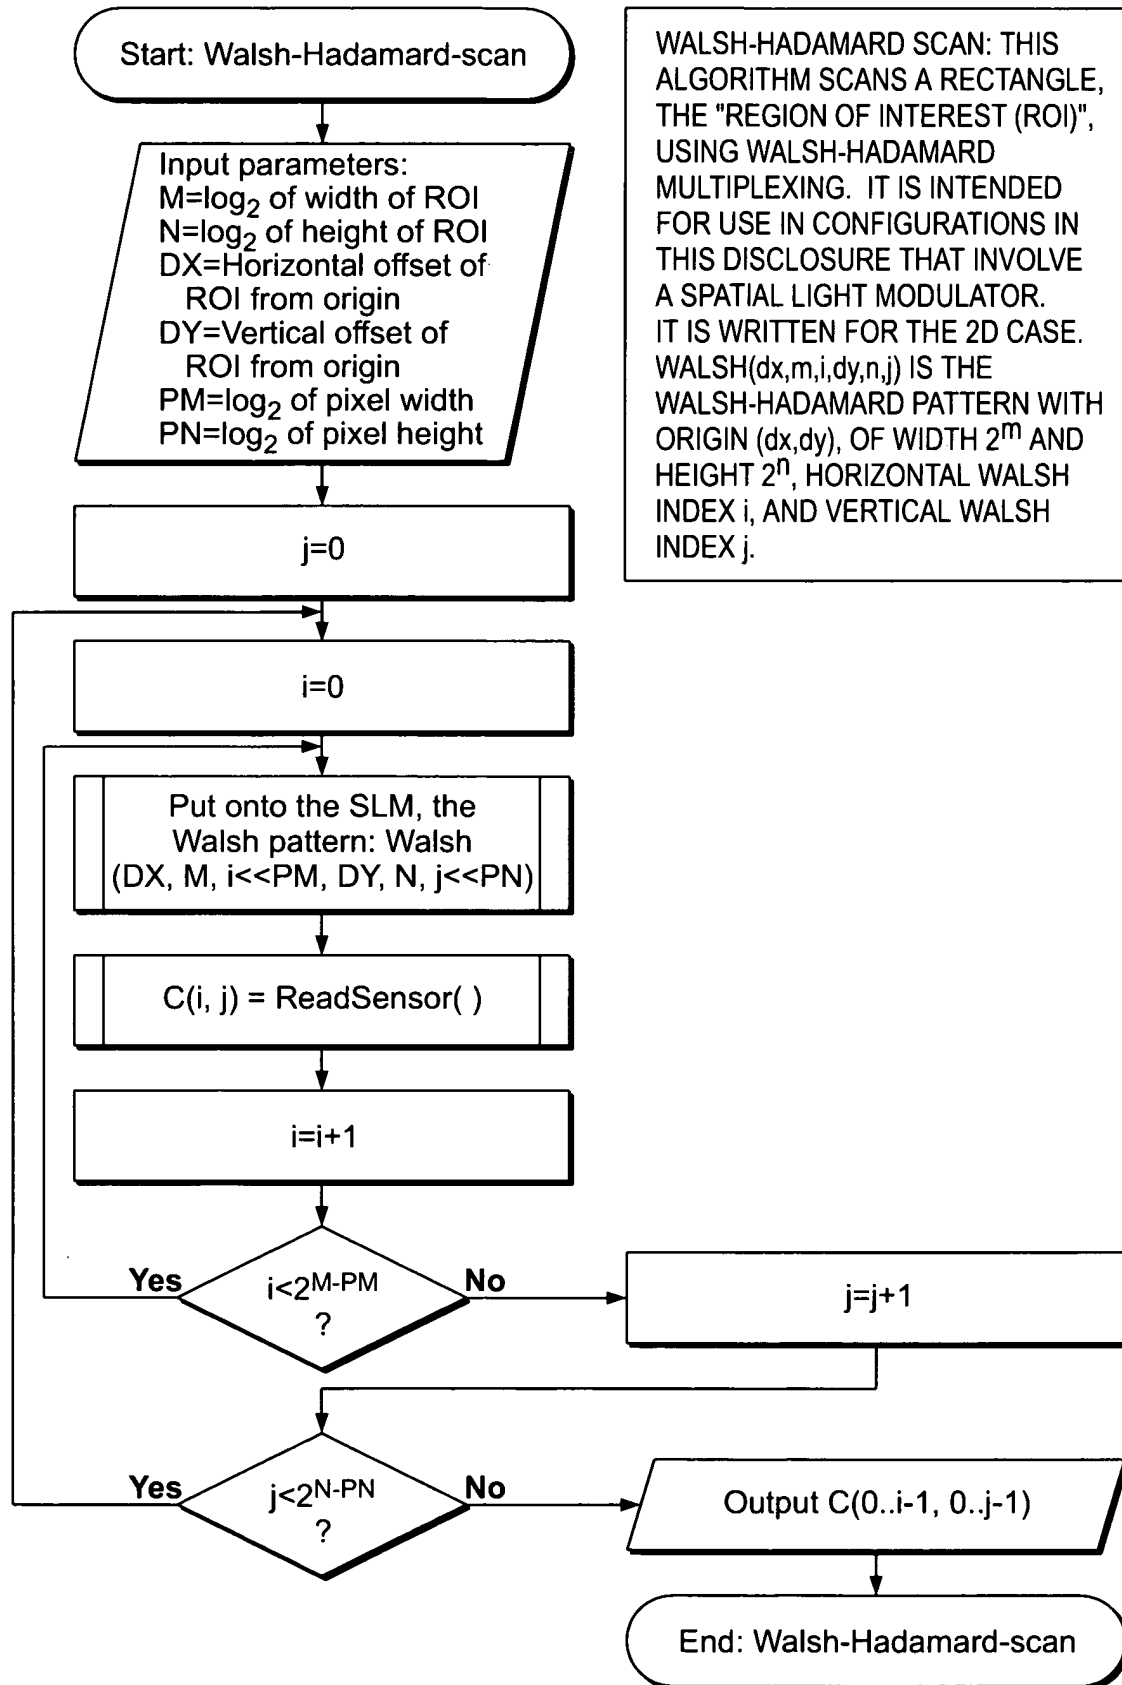 Start: Walsh-Hadamard-scan
Input parameters:
M=log₂ of width of ROI
N=log₂ of height of ROI
DX=Horizontal offset of
ROI from origin
DY=Vertical offset of
ROI from origin
PM=log₂ of pixel width
PN=log₂ of pixel height
WALSH-HADAMARD SCAN: THIS
ALGORITHM SCANS A RECTANGLE,
THE "REGION OF INTEREST (ROI)",
USING WALSH-HADAMARD
MULTIPLEXING. IT IS INTENDED
FOR USE IN CONFIGURATIONS IN
THIS DISCLOSURE THAT INVOLVE
A SPATIAL LIGHT MODULATOR.
IT IS WRITTEN FOR THE 2D CASE.
WALSH(dx,m,i,dy,n,j) IS THE
WALSH-HADAMARD PATTERN WITH
ORIGIN (dx,dy), OF WIDTH 2^m AND
HEIGHT 2^n, HORIZONTAL WALSH
INDEX i, AND VERTICAL WALSH
INDEX j.
j=0
i=0
Put onto the SLM, the
Walsh pattern: Walsh
(DX, M, i<<PM, DY, N, j<<PN)
C(i, j) = ReadSensor( )
i=i+1
Yes
i<2^M-PM
?
No
j=j+1
Yes
j<2^N-PN
?
No
Output C(0..i-1, 0..j-1)
End: Walsh-Hadamard-scan